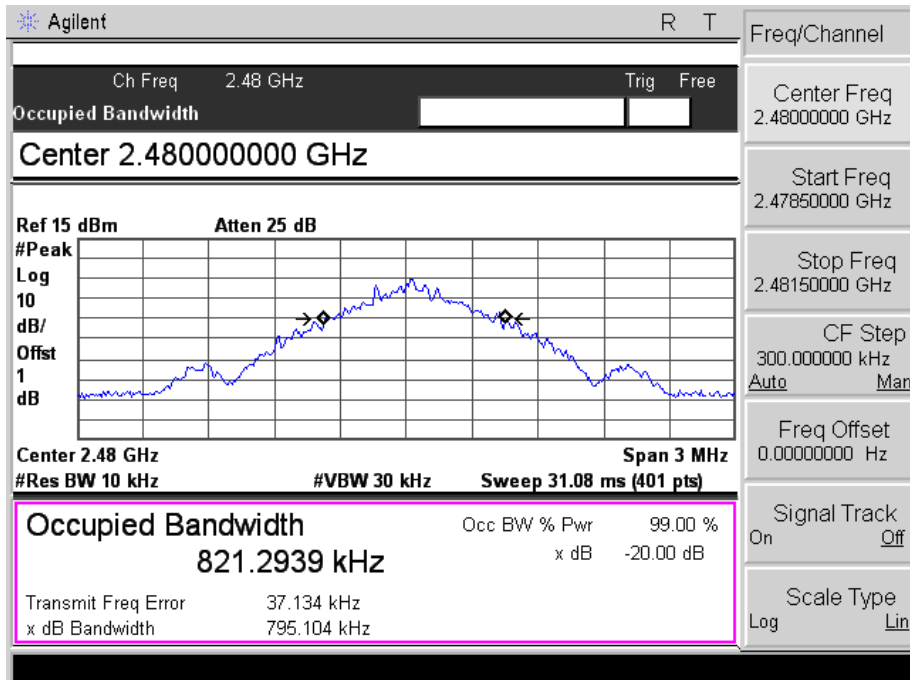 Agilent R T
Ch Freq 2.48 GHz Trig Free
Occupied Bandwidth
Center 2.480000000 GHz
Ref 15 dBm Atten 25 dB
#Peak
Log
10
dB/
Offst
1
dB
Center 2.48 GHz Span 3 MHz
#Res BW 10 kHz #VBW 30 kHz Sweep 31.08 ms (401 pts)
Occupied Bandwidth
821.2939 kHz
Occ BW % Pwr 99.00 %
x dB -20.00 dB
Transmit Freq Error 37.134 kHz
x dB Bandwidth 795.104 kHz
Freq/Channel
Center Freq
2.48000000 GHz
Start Freq
2.47850000 GHz
Stop Freq
2.48150000 GHz
CF Step
300.000000 kHz
Auto Man
Freq Offset
0.00000000 Hz
Signal Track
On Off
Scale Type
Log Lin